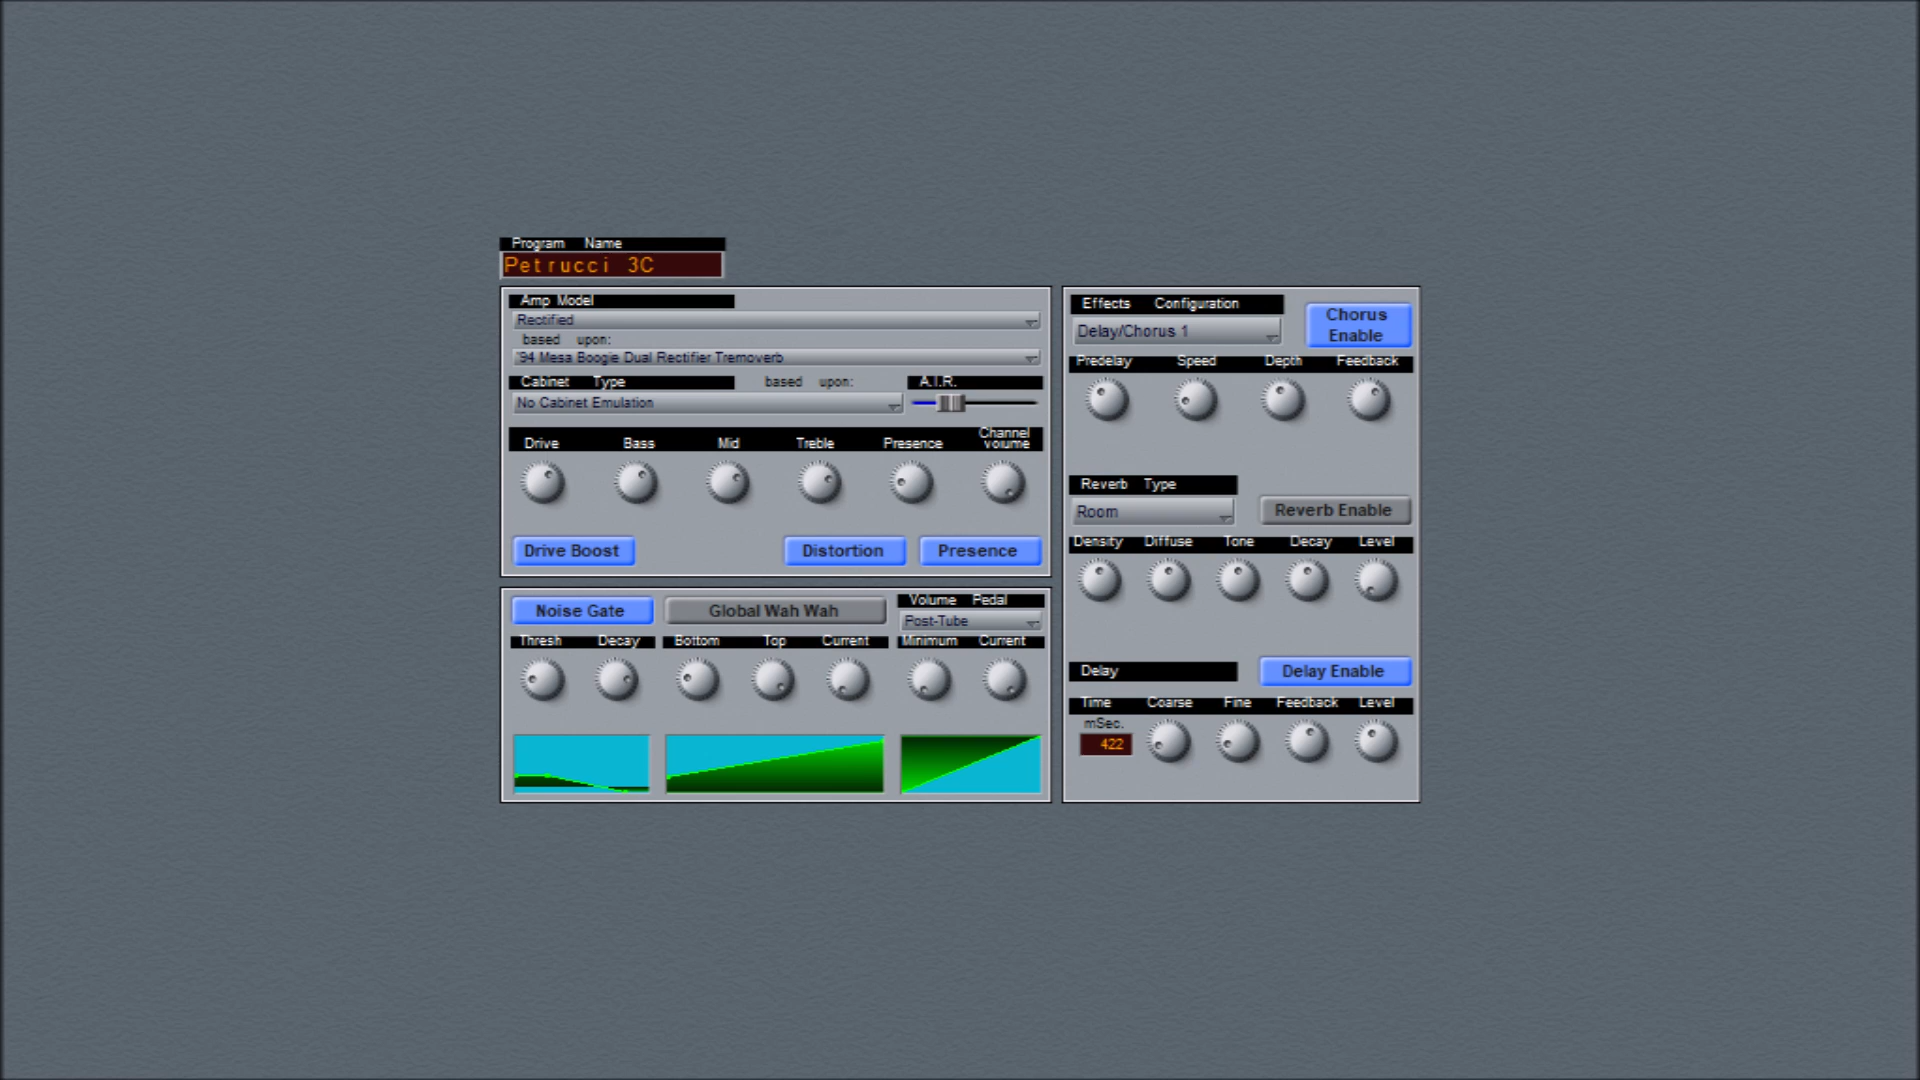 Program Name
Petrucci 3C
Amp Model
Rectified
based upon:
'94 Mesa Boogie Dual Rectifier Tremoverb
Cabinet Type based upon: A.I.R.
No Cabinet Emulation
Drive Bass Mid Treble Presence Channel Volume
Drive Boost Distortion Presence
Noise Gate Global Wah Wah Volume Pedal
Post-Tube
Thresh Decay Bottom Top Current Minimum Current
Effects Configuration
Delay/Chorus 1
Chorus
Enable
Predelay Speed Depth Feedback
Reverb Type
Room
Reverb Enable
Density Diffuse Tone Decay Level
Delay
Delay Enable
Time Coarse Fine Feedback Level
mSec.
422